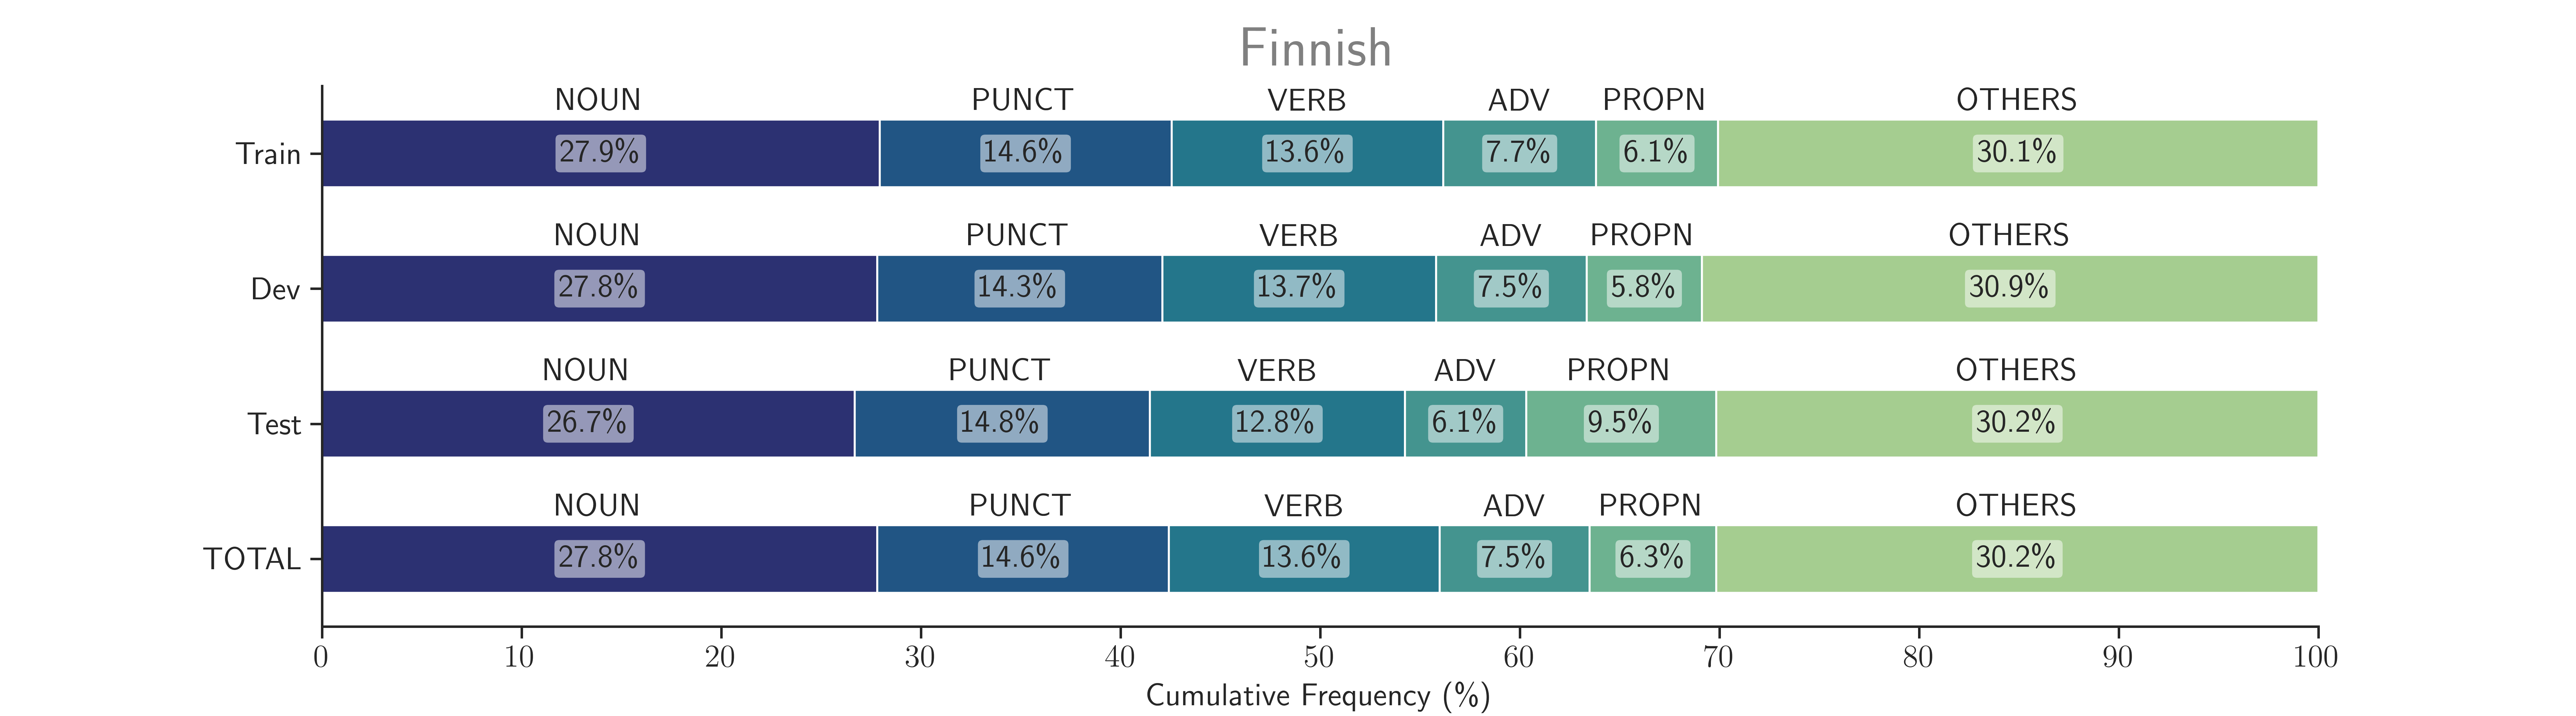 Finnish
NOUN PUNCT VERB ADV PROPN OTHERS
Train 27.9% 14.6% 13.6% 7.7% 6.1% 30.1%
NOUN PUNCT VERB ADV PROPN OTHERS
Dev 27.8% 14.3% 13.7% 7.5% 5.8% 30.9%
NOUN PUNCT VERB ADV PROPN OTHERS
Test 26.7% 14.8% 12.8% 6.1% 9.5% 30.2%
NOUN PUNCT VERB ADV PROPN OTHERS
TOTAL 27.8% 14.6% 13.6% 7.5% 6.3% 30.2%
0 10 20 30 40 50 60 70 80 90 100
Cumulative Frequency (%)